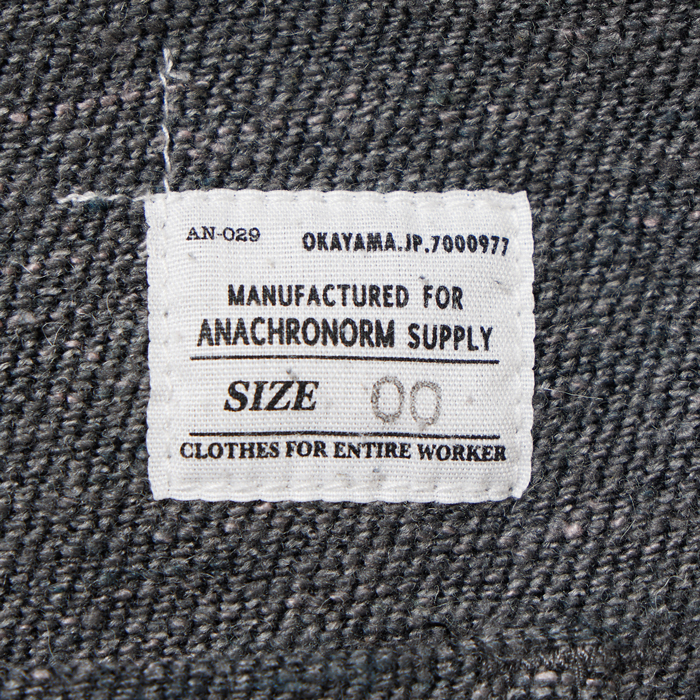 AN-029 OKAYAMA.JP.7000977
MANUFACTURED FOR
ANACHRONORM SUPPLY
SIZE 00
CLOTHES FOR ENTIRE WORKER